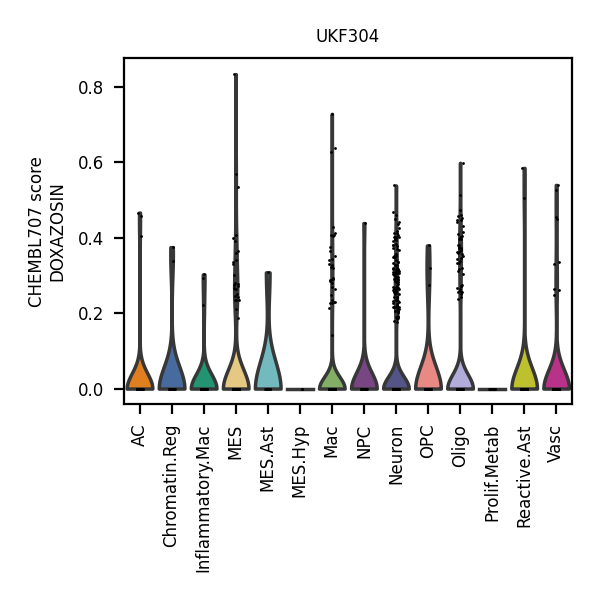 UKF304
CHEMBL707 score
DOXAZOSIN
0.8
0.6
0.4
0.2
0.0
AC
Chromatin.Reg
Inflammatory.Mac
MES
MES.Ast
MES.Hyp
Mac
NPC
Neuron
OPC
Oligo
Prolif.Metab
Reactive.Ast
Vasc